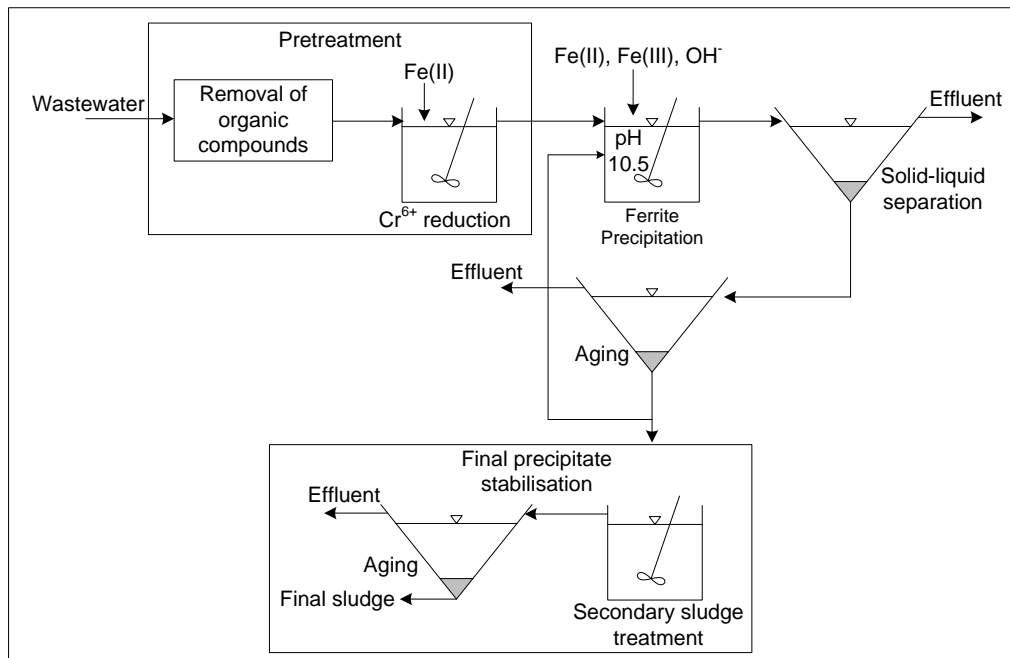 Pretreatment
Wastewater
Removal of
organic
compounds
Fe(II)
Cr⁶⁺ reduction
Fe(II), Fe(III), OH⁻
pH
10.5
Ferrite
Precipitation
Effluent
Solid-liquid
separation
Effluent
Aging
Final precipitate
stabilisation
Effluent
Aging
Final sludge
Secondary sludge
treatment